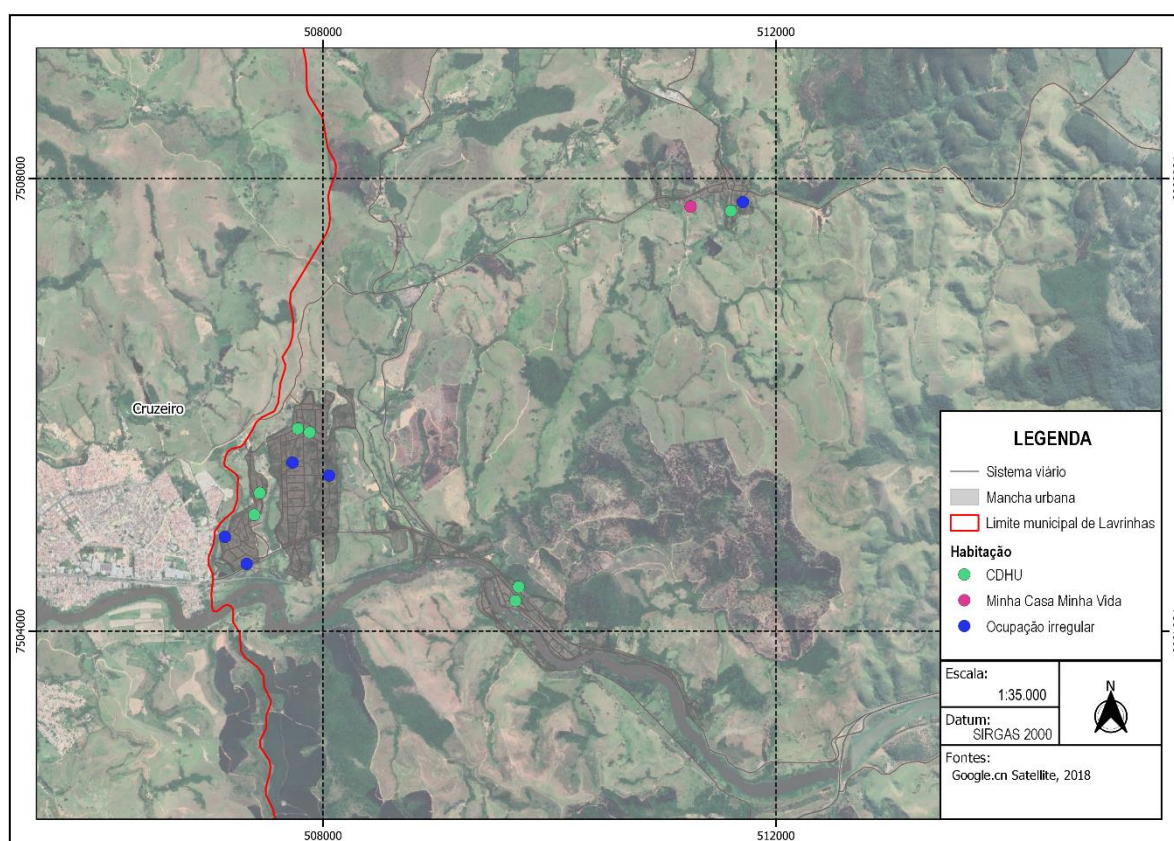 508000
512000
7508000
Cruzeiro
LEGENDA
Sistema viário
Mancha urbana
Limite municipal de Lavrinhas
Habitação
CDHU
Minha Casa Minha Vida
Ocupação irregular
7504000
Escala:
1:35.000
N
Datum:
SIRGAS 2000
Fontes:
Google.cn Satellite, 2018
508000
512000